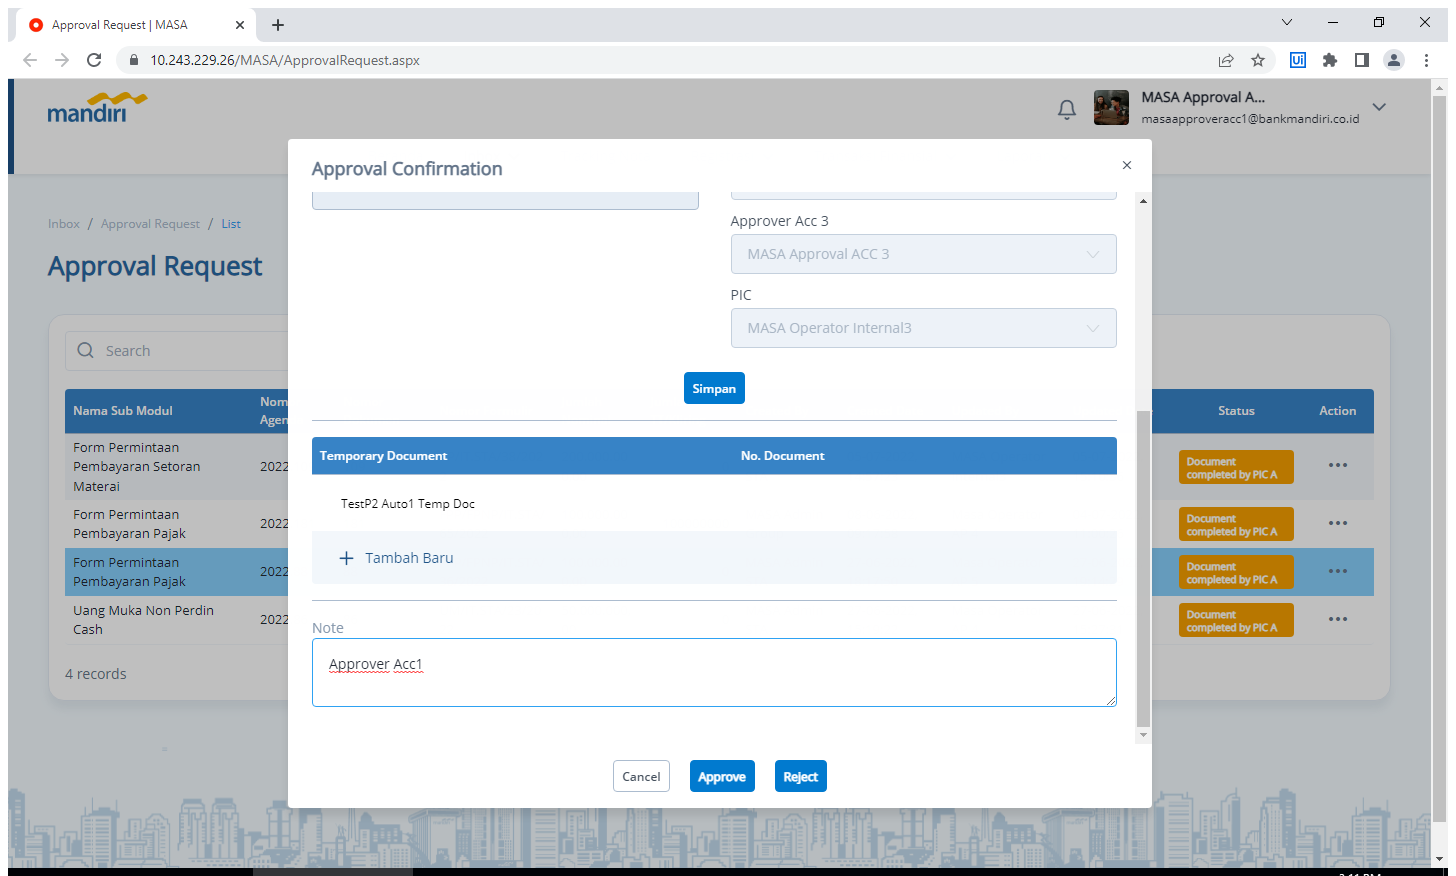 Approval Request | MASA
10.243.229.26/MASA/ApprovalRequest.aspx
mandiri
MASA Approval A...
masaapproveracc1@bankmandiri.co.id
Approval Confirmation
Inbox / Approval Request / List
Approval Request
Search
Approver Acc 3
MASA Approval ACC 3
PIC
MASA Operator Internal3
Simpan
Nama Sub Modul
Nom
Agen
Status
Action
Form Permintaan
Pembayaran Setoran
Materai
2022
Document
completed by PIC A
Form Permintaan
Pembayaran Pajak
2022
Document
completed by PIC A
Form Permintaan
Pembayaran Pajak
2022
Document
completed by PIC A
Uang Muka Non Perdin
Cash
2022
Document
completed by PIC A
4 records
Temporary Document
No. Document
TestP2 Auto1 Temp Doc
+ Tambah Baru
Note
Approver Acc1
Cancel
Approve
Reject